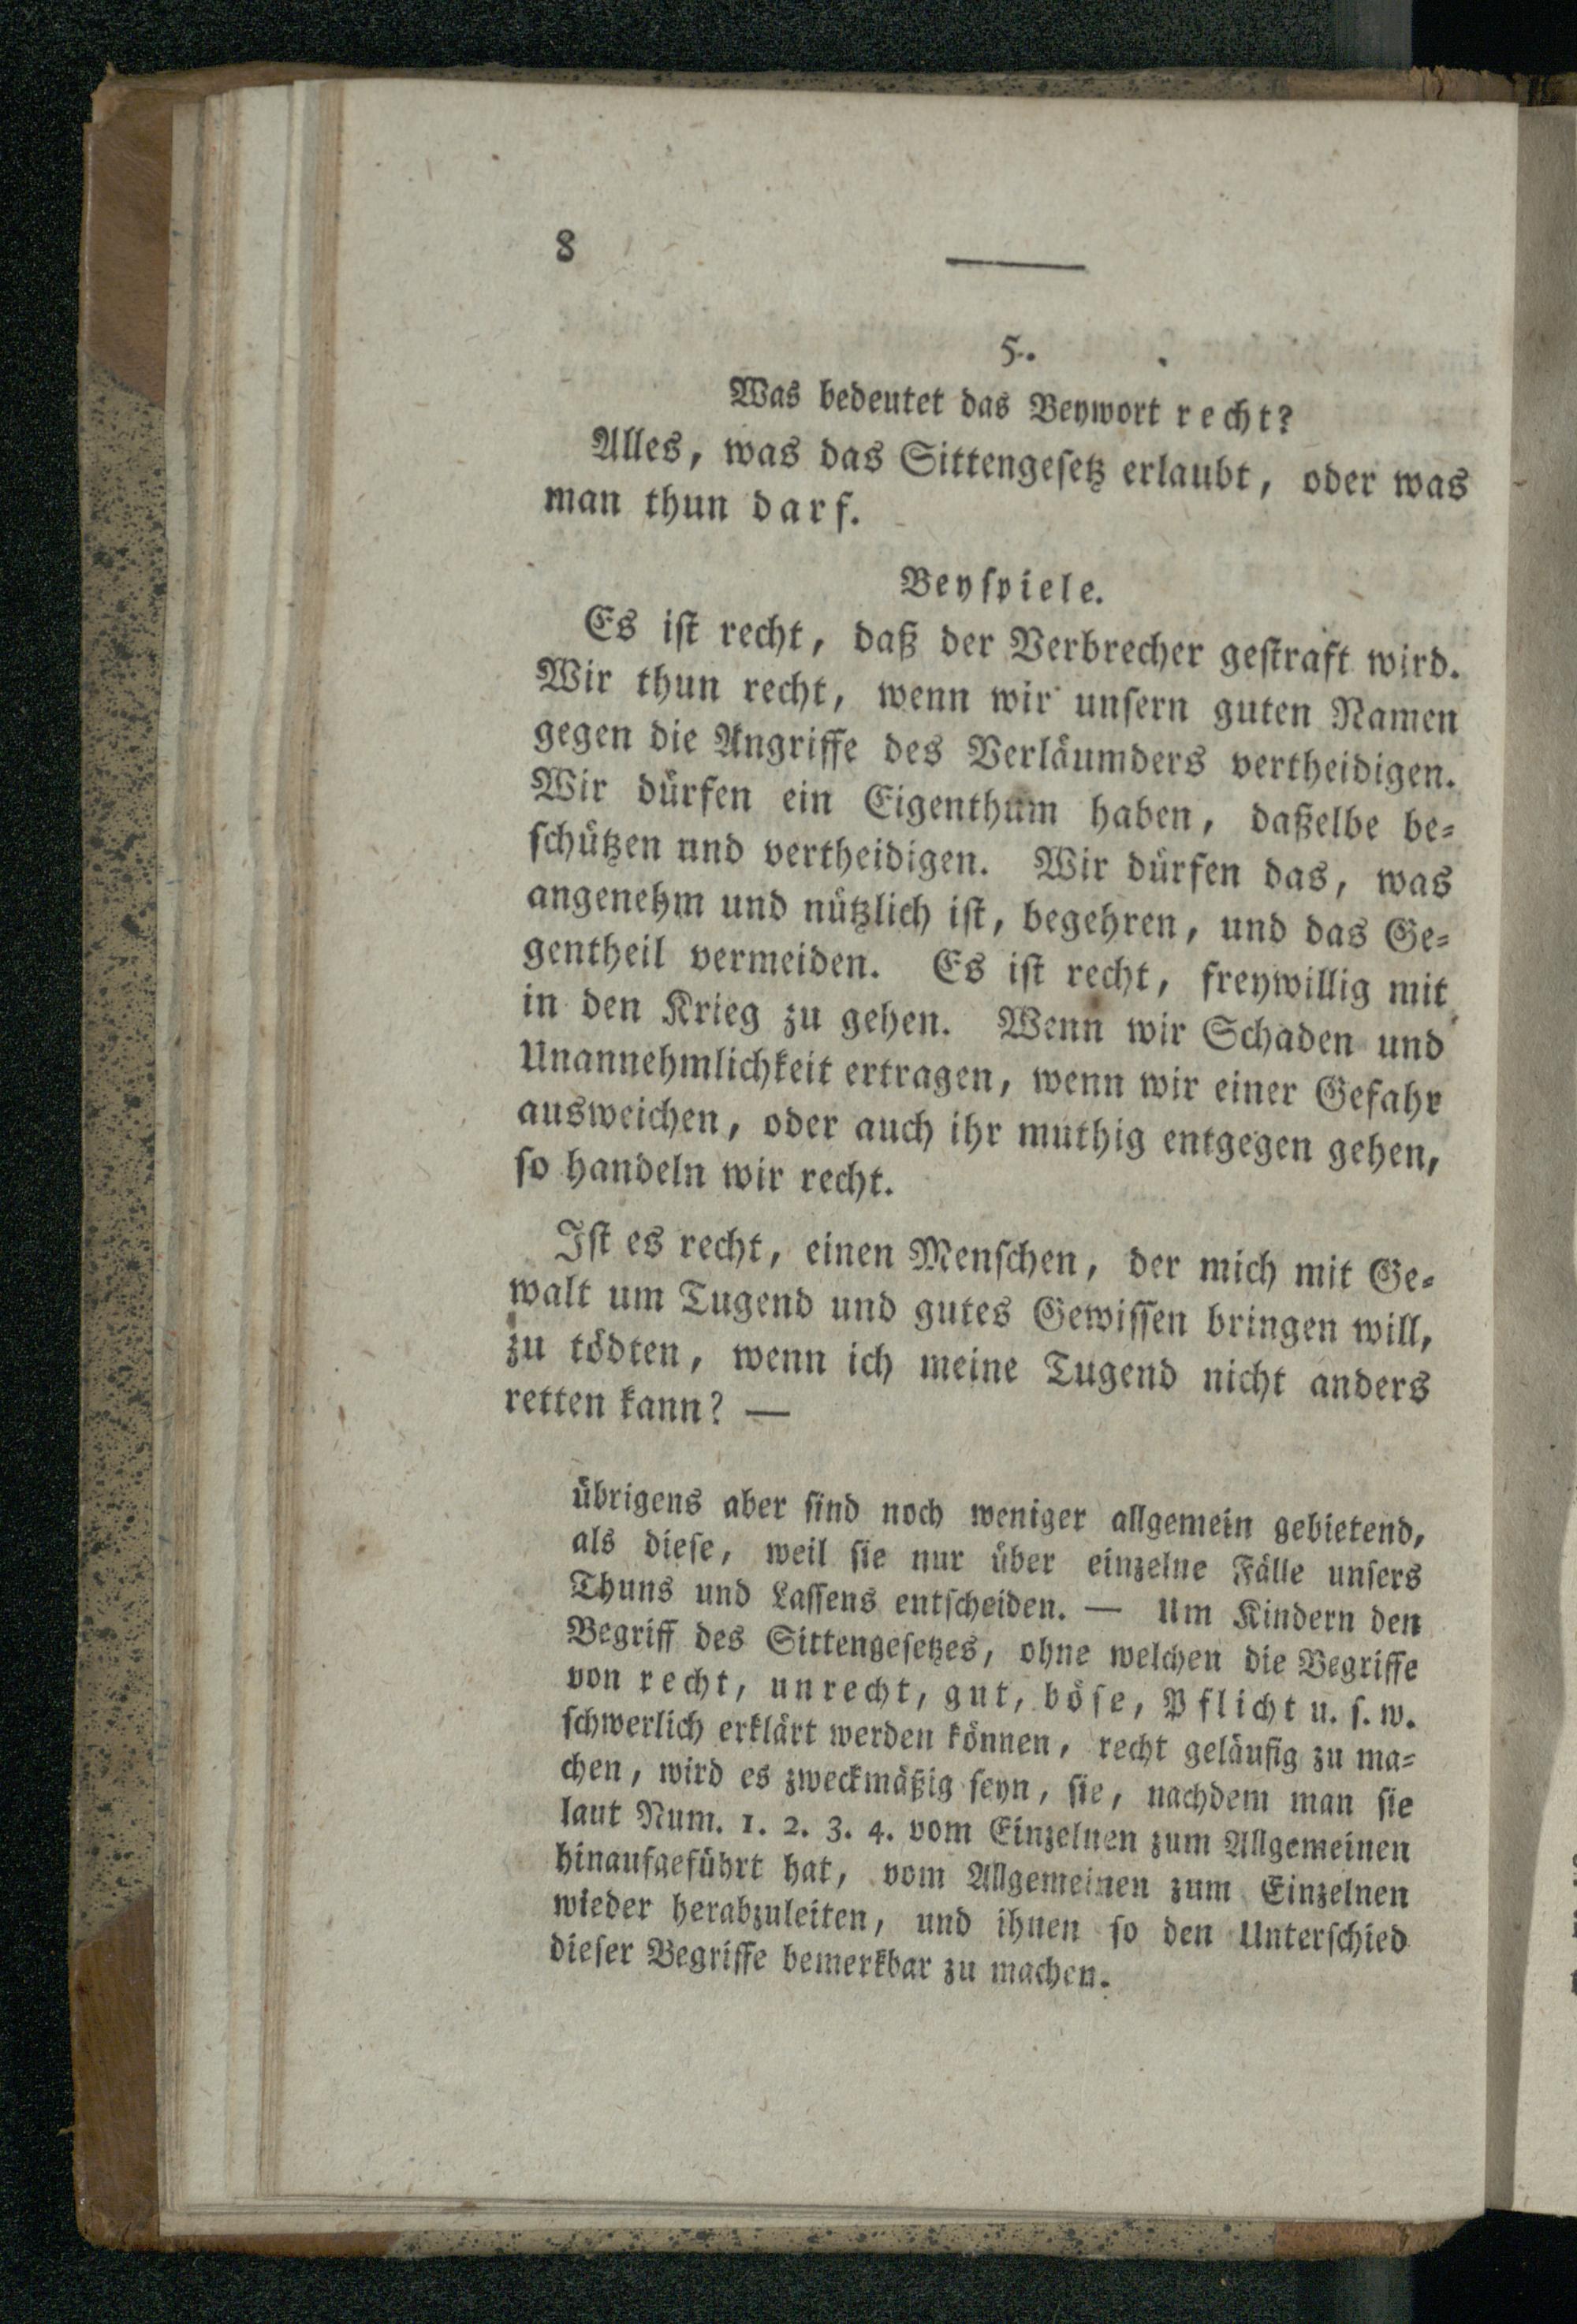 8
5.
Was bedeutet das Beywort recht?
Alles, was das Sittengeſetz erlaubt, oder was
man thun darf.
Beyſpiele.
Es iſt recht, daß der Verbrecher geſtraft wird.
Wir thun recht, wenn wir unſern guten Namen
gegen die Angriffe des Verläumders vertheidigen.
Wir dürfen ein Eigenthum haben, daßelbe be⸗
ſchützen und vertheidigen. Wir dürfen das, was
angenehm und nützlich iſt, begehren, und das Ge⸗
gentheil vermeiden. Es iſt recht, freywillig mit
in den Krieg zu gehen. Wenn wir Schaden und
Unannehmlichkeit ertragen, wenn wir einer Gefahr
ausweichen, oder auch ihr muthig entgegen gehen,
ſo handeln wir recht.
Iſt es recht, einen Menſchen, der mich mit Ge⸗
walt um Tugend und gutes Gewiſſen bringen will,
zu tödten, wenn ich meine Tugend nicht anders
retten kann? —
übrigens aber ſind noch weniger allgemein gebietend,
als dieſe, weil ſie nur über einzelne Fälle unſers
Thuns und Laſſens entſcheiden. — Um Kindern den
Begriff des Sittengeſetzes, ohne welchen die Begriffe
von recht, unrecht, gut, böſe, Pflicht u. ſ. w.
ſchwerlich erklärt werden können, recht geläufig zu ma⸗
chen, wird es zweckmäßig ſeyn, ſie, nachdem man ſie
laut Num. 1. 2. 3. 4. vom Einzelnen zum Allgemeinen
hinaufgeführt hat, vom Allgemeinen zum Einzelnen
wieder herabzuleiten, und ihnen ſo den Unterſchied
dieſer Begriffe bemerkbar zu machen.